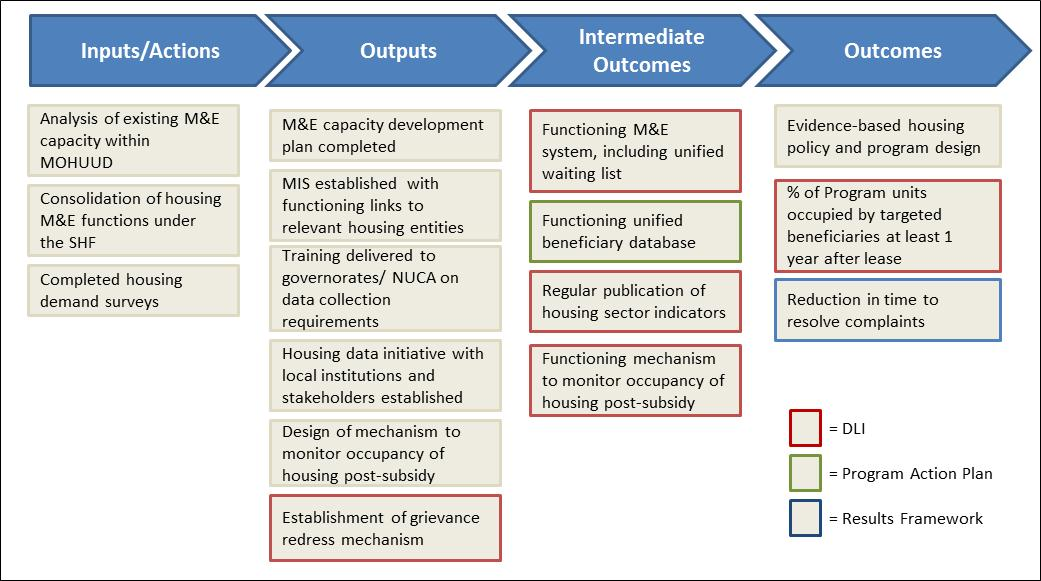 Inputs/Actions
Outputs
Intermediate
Outcomes
Outcomes
Analysis of existing M&E
capacity within
MOHUUD
Consolidation of housing
M&E functions under
the SHF
Completed housing
demand surveys
M&E capacity development
plan completed
MIS established with
functioning links to
relevant housing entities
Training delivered to
governorates/ NUCA on
data collection
requirements
Housing data initiative with
local institutions and
stakeholders established
Design of mechanism to
monitor occupancy of
housing post-subsidy
Establishment of grievance
redress mechanism
Functioning M&E
system, including unified
waiting list
Functioning unified
beneficiary database
Regular publication of
housing sector indicators
Functioning mechanism
to monitor occupancy of
housing post-subsidy
Evidence-based housing
policy and program design
% of Program units
occupied by targeted
beneficiaries at least 1
year after lease
Reduction in time to
resolve complaints
= DLI
= Program Action Plan
= Results Framework